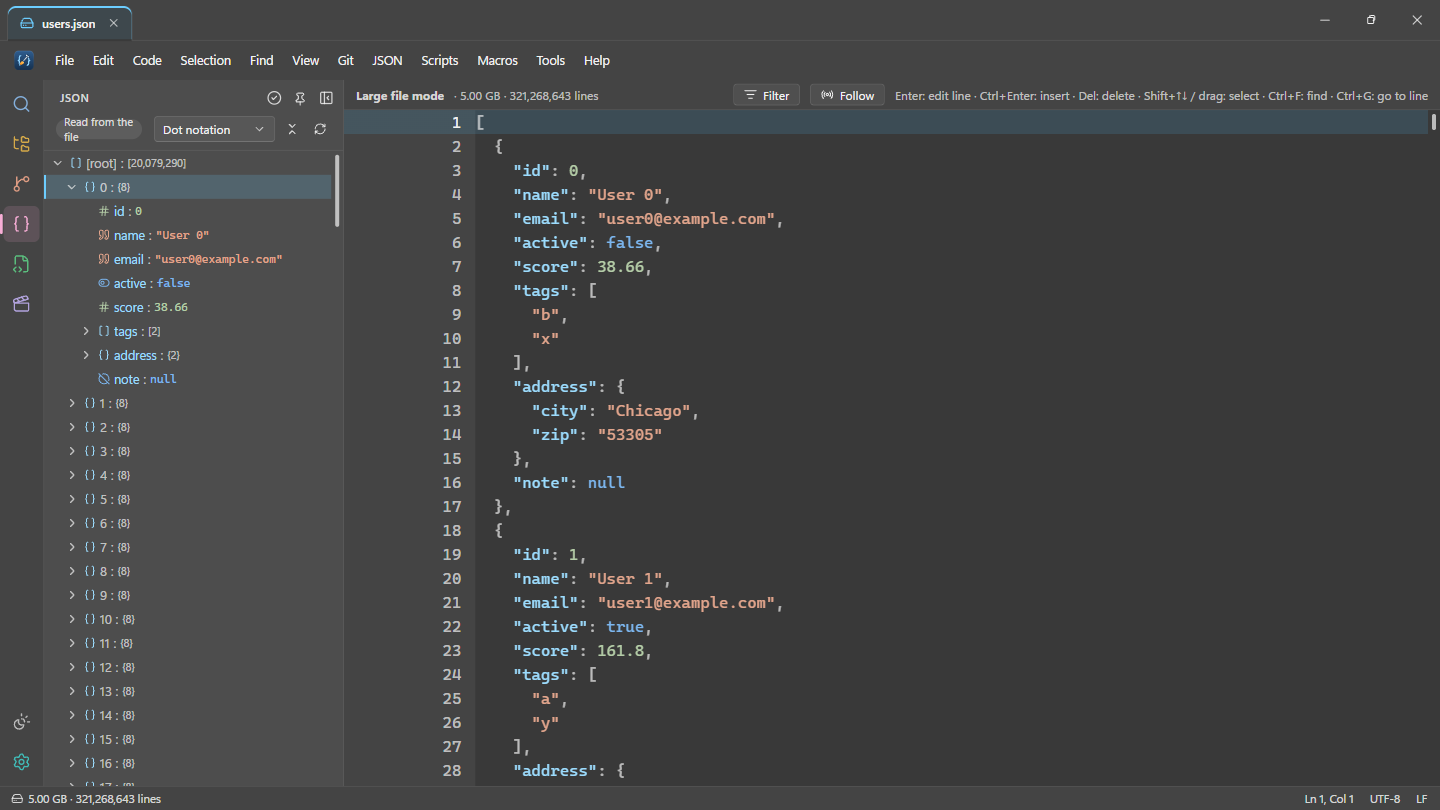 users.json
File Edit Code Selection Find View Git JSON Scripts Macros Tools Help
JSON
Read from the
file
Dot notation
[root] : [20,079,290]
{} 0 : {8}
# id : 0
name : "User 0"
email : "user0@example.com"
active : false
# score : 38.66
[] tags : [2]
{} address : {2}
note : null
{} 1 : {8}
{} 2 : {8}
{} 3 : {8}
{} 4 : {8}
{} 5 : {8}
{} 6 : {8}
{} 7 : {8}
{} 8 : {8}
{} 9 : {8}
{} 10 : {8}
{} 11 : {8}
{} 12 : {8}
{} 13 : {8}
{} 14 : {8}
{} 15 : {8}
{} 16 : {8}
Large file mode · 5.00 GB · 321,268,643 lines
Filter
Follow
Enter: edit line · Ctrl+Enter: insert · Del: delete · Shift+↑↓ / drag: select · Ctrl+F: find · Ctrl+G: go to line
1 [
2 {
3 "id": 0,
4 "name": "User 0",
5 "email": "user0@example.com",
6 "active": false,
7 "score": 38.66,
8 "tags": [
9 "b",
10 "x"
11 ],
12 "address": {
13 "city": "Chicago",
14 "zip": "53305"
15 },
16 "note": null
17 },
18 {
19 "id": 1,
20 "name": "User 1",
21 "email": "user1@example.com",
22 "active": true,
23 "score": 161.8,
24 "tags": [
25 "a",
26 "y"
27 ],
28 "address": {
5.00 GB · 321,268,643 lines
Ln 1, Col 1 UTF-8 LF